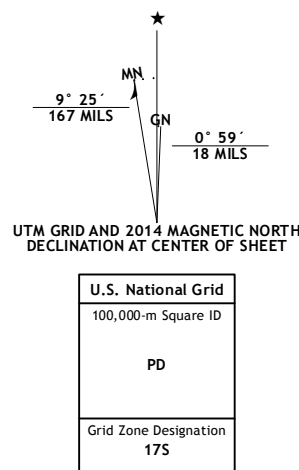 ★
MN
GN
9° 25´
167 MILS
0° 59´
18 MILS
UTM GRID AND 2014 MAGNETIC NORTH
DECLINATION AT CENTER OF SHEET
U.S. National Grid
100,000-m Square ID
PD
Grid Zone Designation
17S